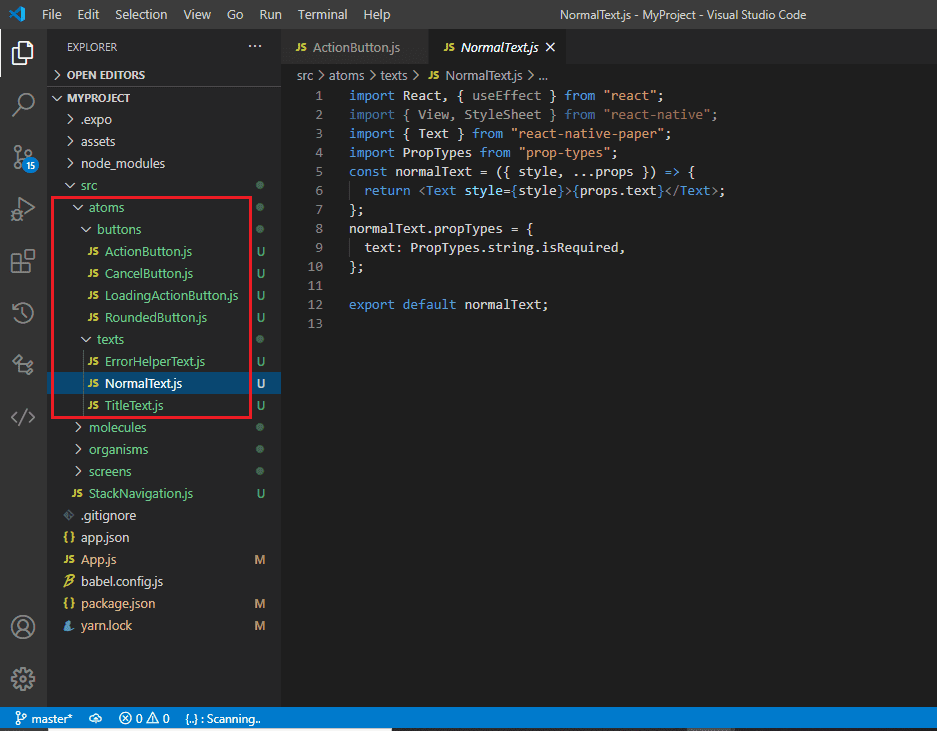 File Edit Selection View Go Run Terminal Help NormalText.js - MyProject - Visual Studio Code
EXPLORER ...
OPEN EDITORS
MYPROJECT
.expo
assets
node_modules
src
atoms
buttons
JS ActionButton.js U
JS CancelButton.js U
JS LoadingActionButton.js U
JS RoundedButton.js U
texts
JS ErrorHelperText.js U
JS NormalText.js U
JS TitleText.js U
molecules
organisms
screens
JS StackNavigation.js U
.gitignore
{} app.json
JS App.js M
babel.config.js
{} package.json M
yarn.lock M
15
JS ActionButton.js JS NormalText.js
src > atoms > texts > JS NormalText.js > ...
1 import React, { useEffect } from "react";
2 import { View, StyleSheet } from "react-native";
3 import { Text } from "react-native-paper";
4 import PropTypes from "prop-types";
5 const normalText = ({ style, ...props }) => {
6 return <Text style={style}>{props.text}</Text>;
7 };
8 normalText.propTypes = {
9 text: PropTypes.string.isRequired,
10 };
11
12 export default normalText;
13
master* 0 0 {..} : Scanning..